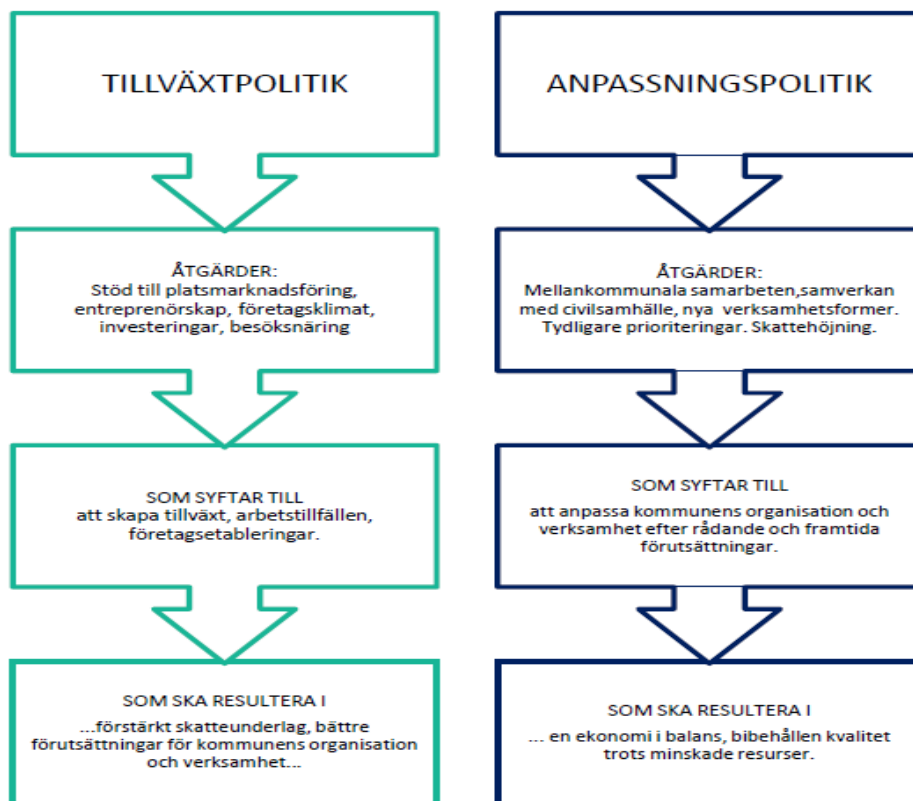 TILLVÄXTPOLITIK
ÅTGÄRDER:
Stöd till platsmarknadsföring,
entreprenörskap, företagsklimat,
investeringar, besöksnäring
SOM SYFTAR TILL
att skapa tillväxt, arbetstillfällen,
företagsetableringar.
SOM SKA RESULTERA I
...förstärkt skatteunderlag, bättre
förutsättningar för kommunens organisation
och verksamhet...
ANPASSNINGSPOLITIK
ÅTGÄRDER:
Mellankommunala samarbeten,samverkan
med civilsamhälle, nya verksamhetsformer.
Tydligare prioriteringar. Skattehöjning.
SOM SYFTAR TILL
att anpassa kommunens organisation och
verksamhet efter rådande och framtida
förutsättningar.
SOM SKA RESULTERA I
... en ekonomi i balans, bibehållen kvalitet
trots minskade resurser.